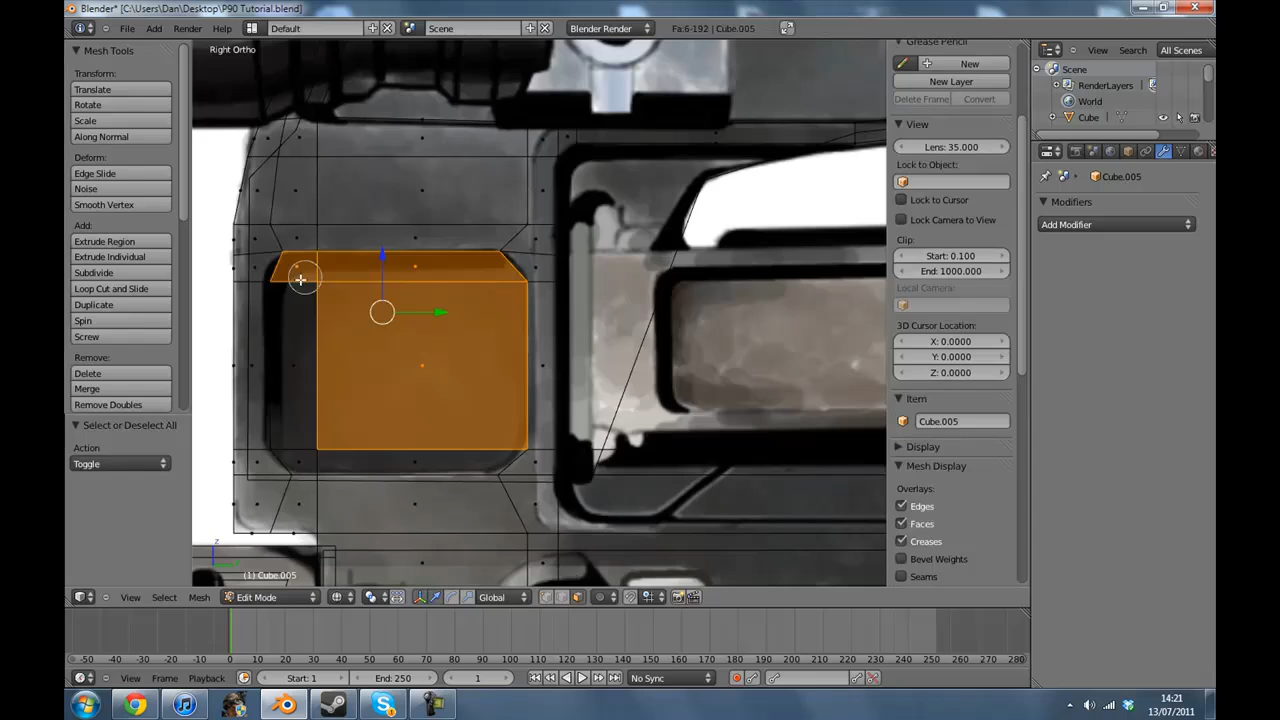 Blender* [C:\Users\Dan\Desktop\P90 Tutorial.blend]
File Add Render Help Default Scene Blender Render Fa:6-192 | Cube.005
Mesh Tools
Transform:
Translate
Rotate
Scale
Along Normal
Deform:
Edge Slide
Noise
Smooth Vertex
Add:
Extrude Region
Extrude Individual
Subdivide
Loop Cut and Slide
Duplicate
Spin
Screw
Remove:
Delete
Merge
Remove Doubles
Select or Deselect All
Action
Toggle
Right Ortho
(1) Cube.005
Grease Pencil
New
New Layer
Delete Frame Convert
View
Lens: 35.000
Lock to Object:
Lock to Cursor
Lock Camera to View
Clip:
Start: 0.100
End: 1000.000
Local Camera:
3D Cursor Location:
X: 0.0000
Y: 0.0000
Z: 0.0000
Item
Cube.005
Display
Mesh Display
Overlays:
Edges
Faces
Creases
Bevel Weights
Seams
View Search All Scenes
Scene
RenderLayers
World
Cube
Cube.005
Modifiers
Add Modifier
View Select Mesh Edit Mode Global
-50 -40 -30 -20 -10 0 10 20 30 40 50 60 70 80 90 100 110 120 130 140 150 160 170 180 190 200 210 220 230 240 250 260 270 280
View Frame Playback Start: 1 End: 250 1 No Sync
14:21
13/07/2011